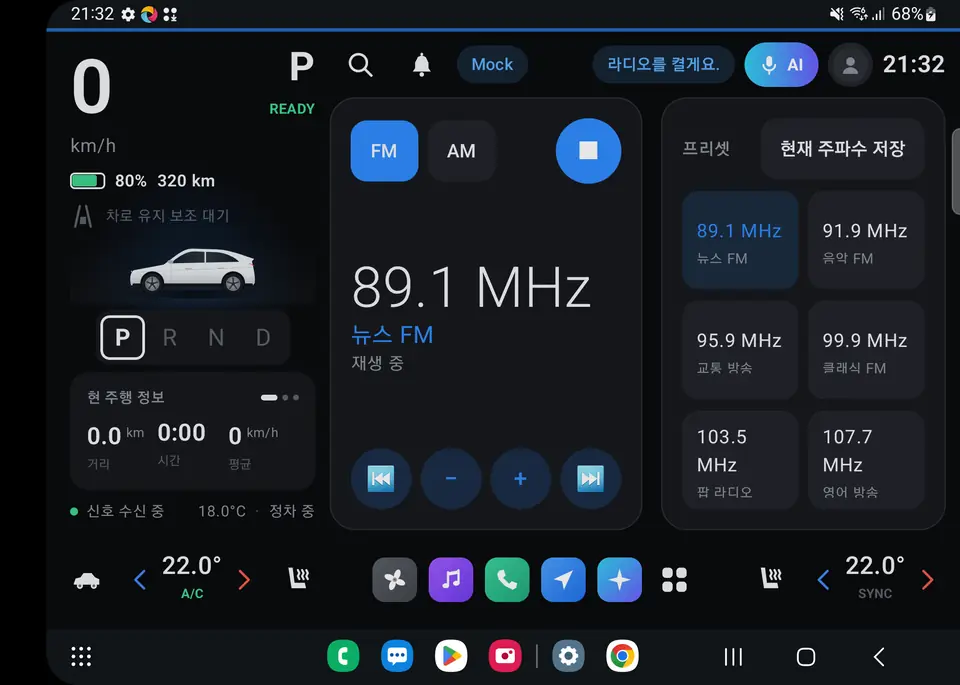 21:32
68%
0
P
READY
km/h
80% 320 km
차로 유지 보조 대기
P R N D
현 주행 정보
0.0 km 0:00 0 km/h
거리 시간 평균
신호 수신 중 18.0°C · 정차 중
Mock
라디오를 켤게요.
AI
21:32
FM
AM
89.1 MHz
뉴스 FM
재생 중
−
+
프리셋
현재 주파수 저장
89.1 MHz
뉴스 FM
91.9 MHz
음악 FM
95.9 MHz
교통 방송
99.9 MHz
클래식 FM
103.5
MHz
팝 라디오
107.7
MHz
영어 방송
22.0°
A/C
22.0°
SYNC